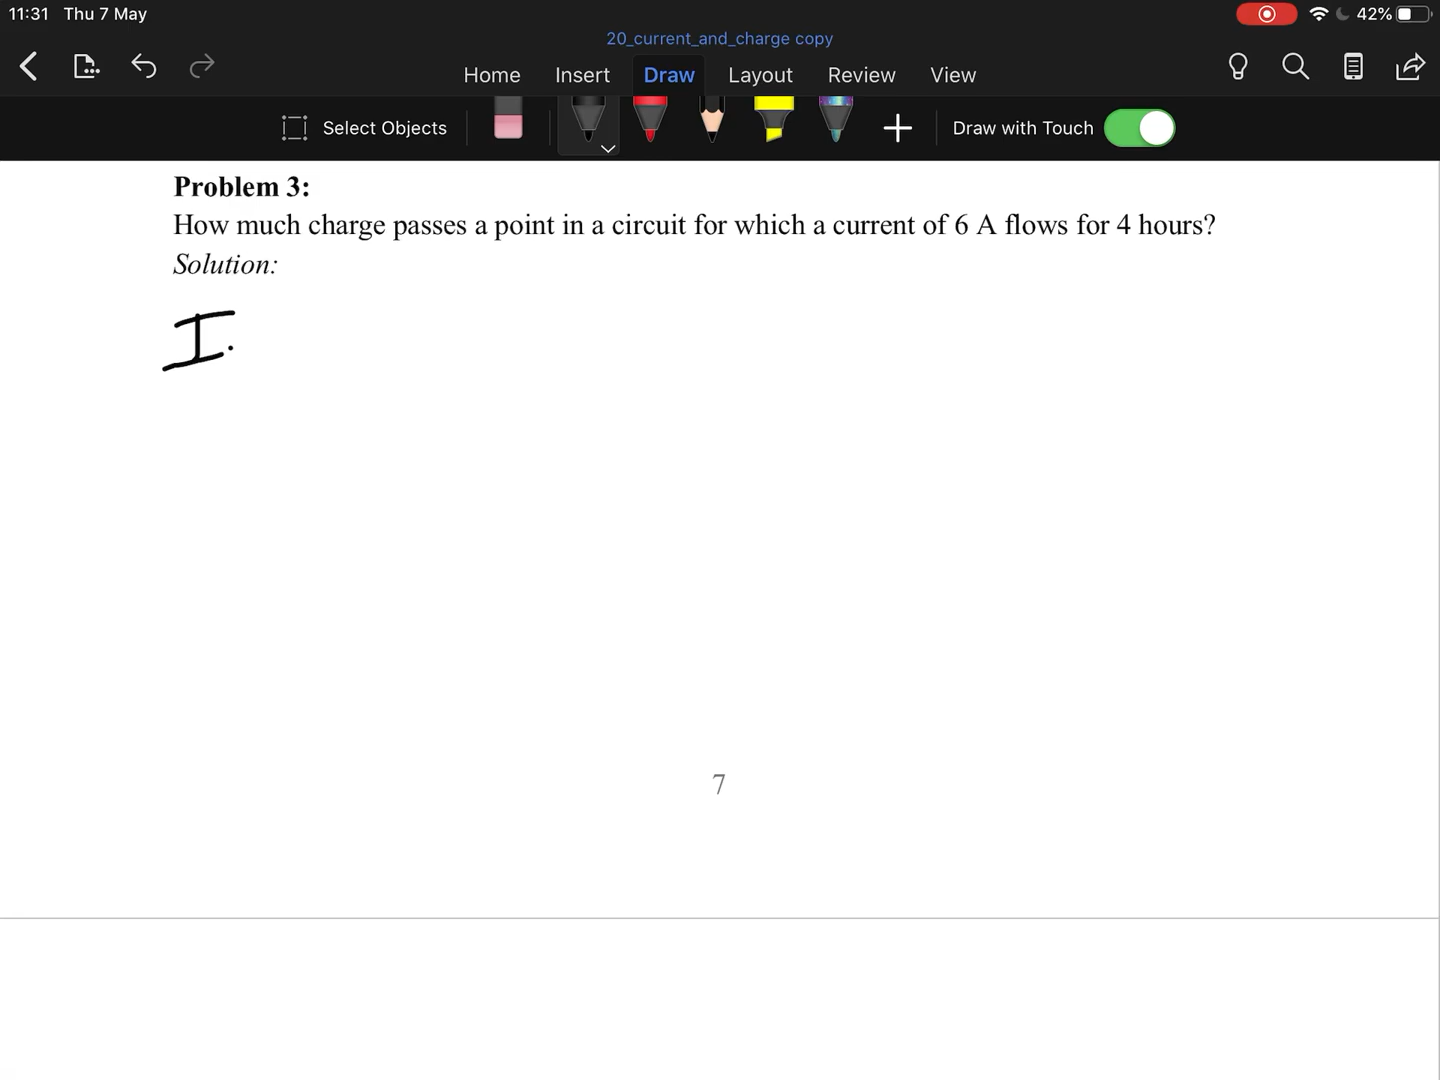 11:31 Thu 7 May 42%
20_current_and_charge copy
Home Insert Draw Layout Review View
Select Objects Draw with Touch
Problem 3:
How much charge passes a point in a circuit for which a current of 6 A flows for 4 hours?
Solution:
I.
7